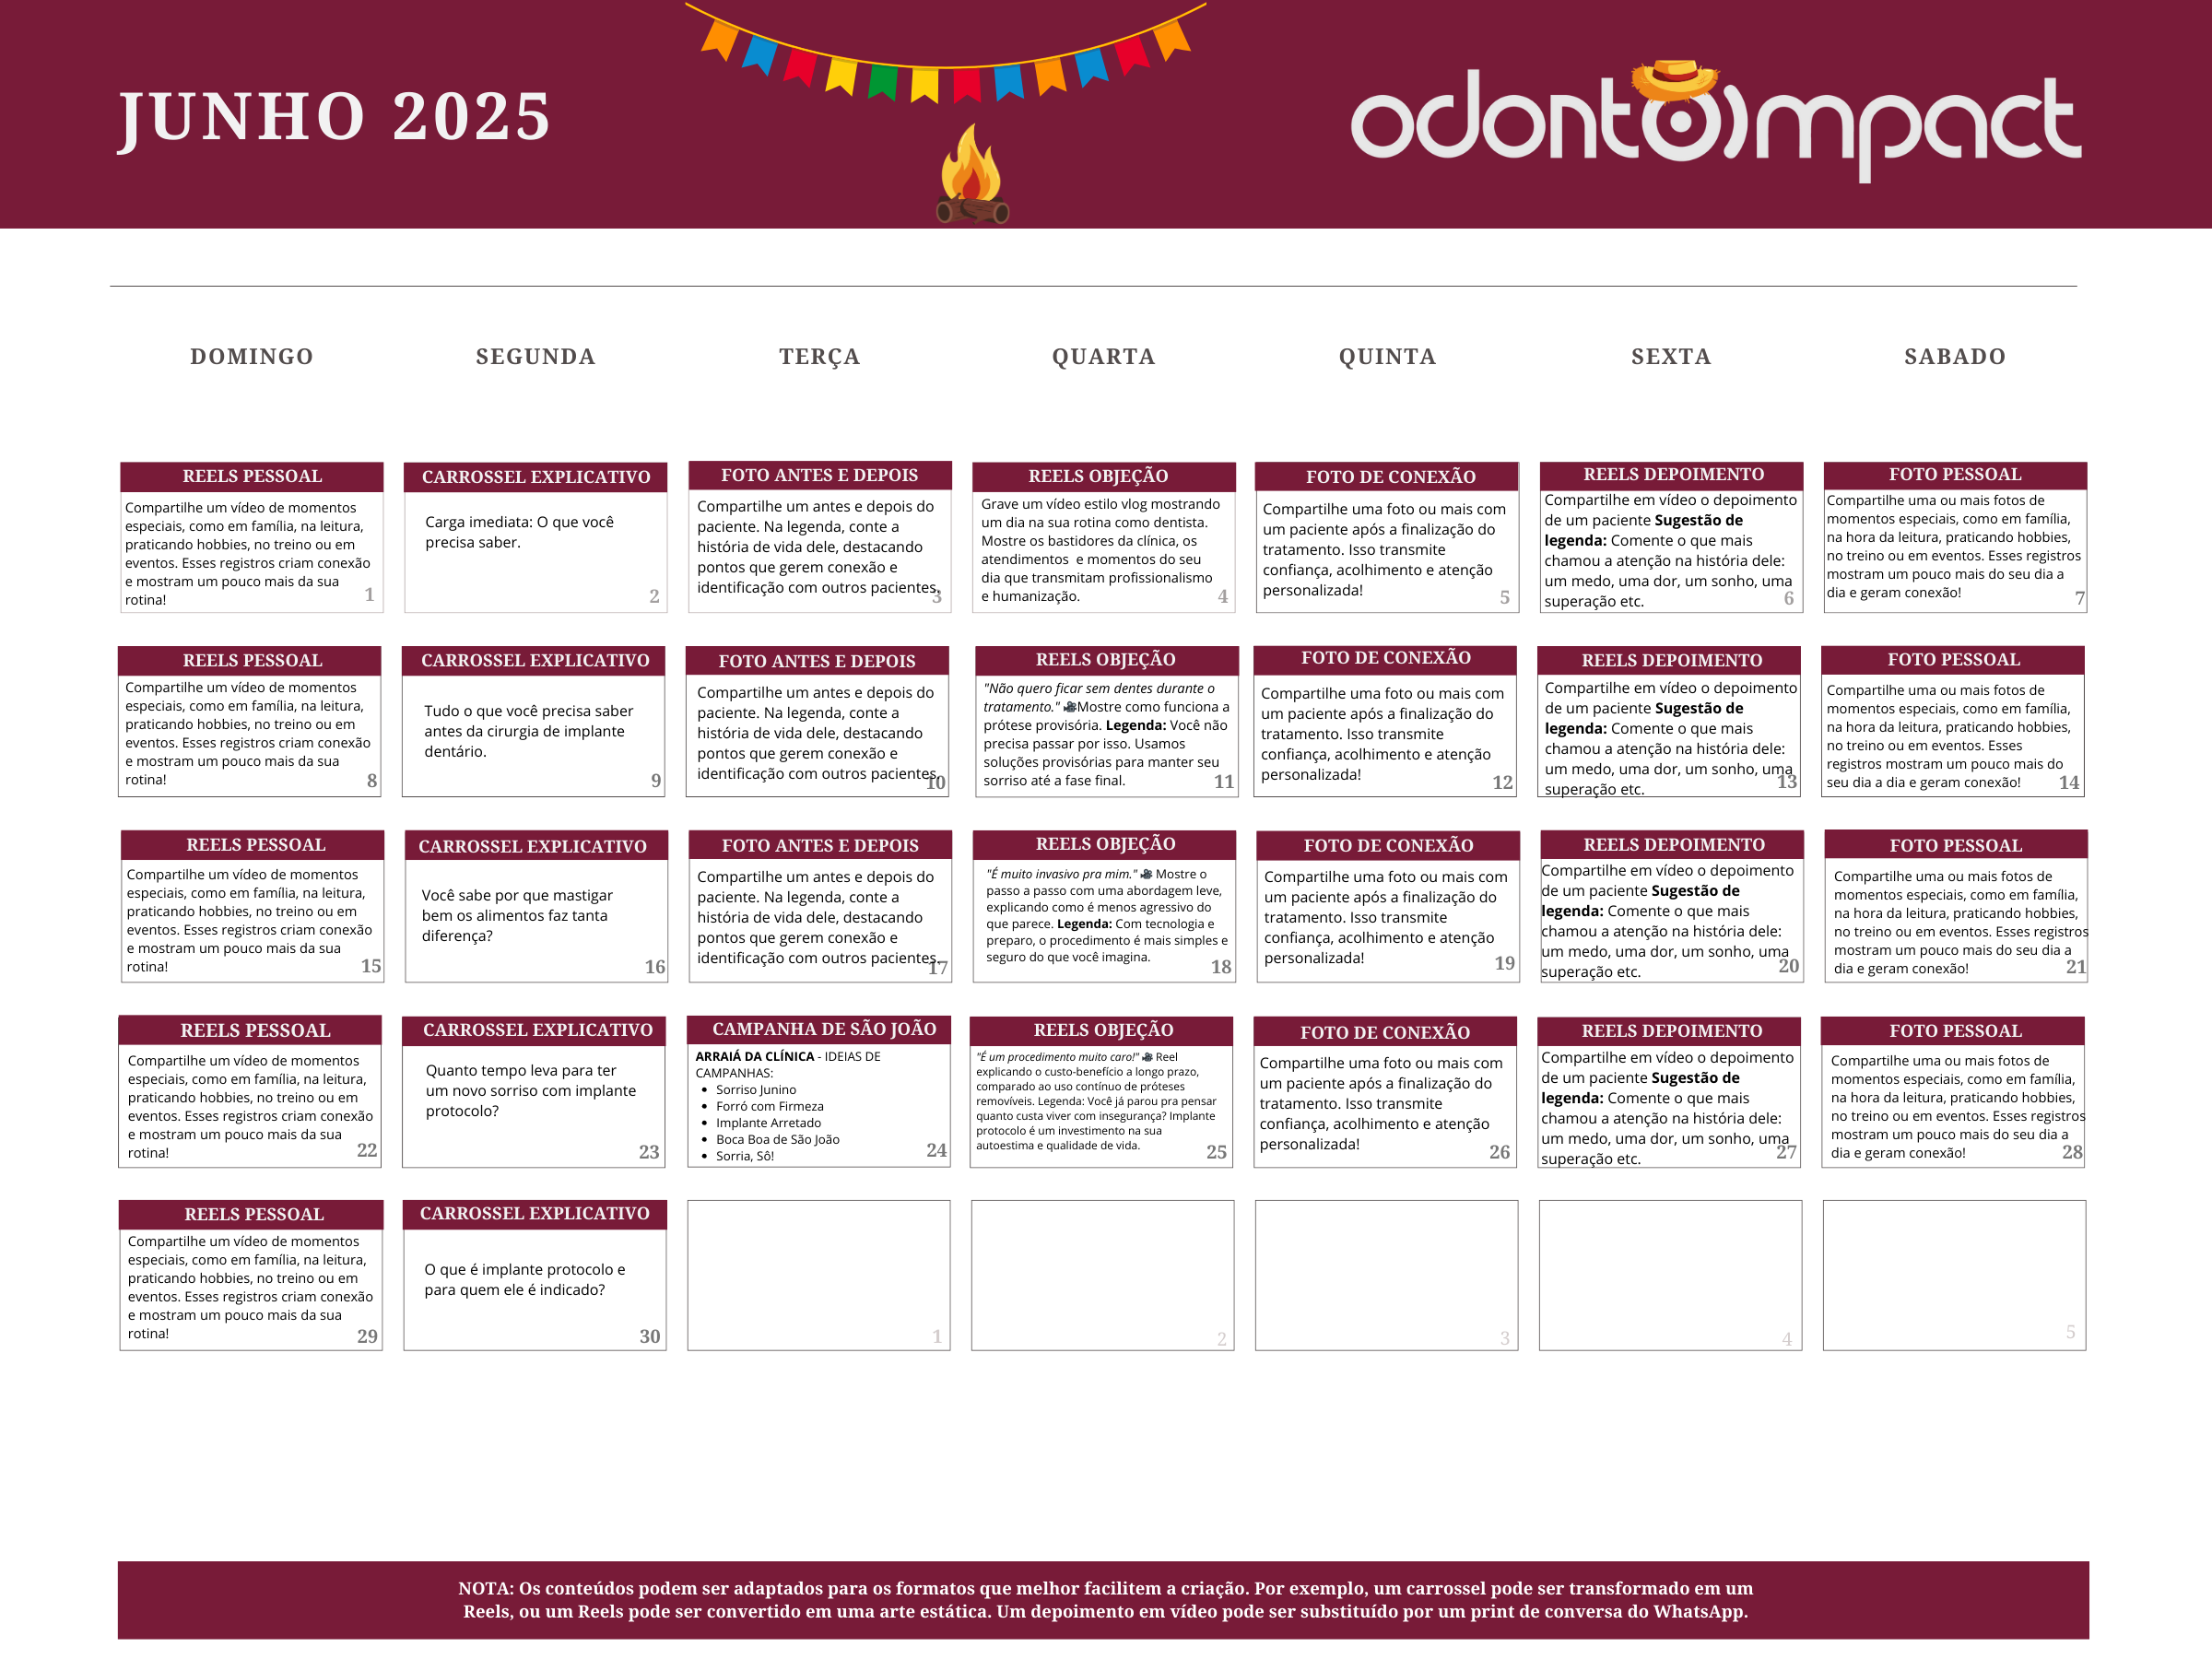 JUNHO 2025
odontoimpact
DOMINGO
SEGUNDA
TERÇA
QUARTA
QUINTA
SEXTA
SABADO
REELS PESSOAL
Compartilhe um vídeo de momentos
especiais, como em família, na leitura,
praticando hobbies, no treino ou em
eventos. Esses registros criam conexão
e mostram um pouco mais da sua
rotina!
1
CARROSSEL EXPLICATIVO
Carga imediata: O que você
precisa saber.
2
FOTO ANTES E DEPOIS
Compartilhe um antes e depois do
paciente. Na legenda, conte a
história de vida dele, destacando
pontos que gerem conexão e
identificação com outros pacientes.
3
REELS OBJEÇÃO
Grave um vídeo estilo vlog mostrando
um dia na sua rotina como dentista.
Mostre os bastidores da clínica, os
atendimentos e momentos do seu
dia que transmitam profissionalismo
e humanização.
4
FOTO DE CONEXÃO
Compartilhe uma foto ou mais com
um paciente após a finalização do
tratamento. Isso transmite
confiança, acolhimento e atenção
personalizada!
5
REELS DEPOIMENTO
Compartilhe em vídeo o depoimento
de um paciente Sugestão de
legenda: Comente o que mais
chamou a atenção na história dele:
um medo, uma dor, um sonho, uma
superação etc.
6
FOTO PESSOAL
Compartilhe uma ou mais fotos de
momentos especiais, como em família,
na hora da leitura, praticando hobbies,
no treino ou em eventos. Esses registros
mostram um pouco mais do seu dia a
dia e geram conexão!
7
REELS PESSOAL
Compartilhe um vídeo de momentos
especiais, como em família, na leitura,
praticando hobbies, no treino ou em
eventos. Esses registros criam conexão
e mostram um pouco mais da sua
rotina!
8
CARROSSEL EXPLICATIVO
Tudo o que você precisa saber
antes da cirurgia de implante
dentário.
9
FOTO ANTES E DEPOIS
Compartilhe um antes e depois do
paciente. Na legenda, conte a
história de vida dele, destacando
pontos que gerem conexão e
identificação com outros pacientes.
10
REELS OBJEÇÃO
"Não quero ficar sem dentes durante o
tratamento." 🎥Mostre como funciona a
prótese provisória. Legenda: Você não
precisa passar por isso. Usamos
soluções provisórias para manter seu
sorriso até a fase final.
11
FOTO DE CONEXÃO
Compartilhe uma foto ou mais com
um paciente após a finalização do
tratamento. Isso transmite
confiança, acolhimento e atenção
personalizada!
12
REELS DEPOIMENTO
Compartilhe em vídeo o depoimento
de um paciente Sugestão de
legenda: Comente o que mais
chamou a atenção na história dele:
um medo, uma dor, um sonho, uma
superação etc.
13
FOTO PESSOAL
Compartilhe uma ou mais fotos de
momentos especiais, como em família,
na hora da leitura, praticando hobbies,
no treino ou em eventos. Esses
registros mostram um pouco mais do
seu dia a dia e geram conexão!
14
REELS PESSOAL
Compartilhe um vídeo de momentos
especiais, como em família, na leitura,
praticando hobbies, no treino ou em
eventos. Esses registros criam conexão
e mostram um pouco mais da sua
rotina!
15
CARROSSEL EXPLICATIVO
Você sabe por que mastigar
bem os alimentos faz tanta
diferença?
16
FOTO ANTES E DEPOIS
Compartilhe um antes e depois do
paciente. Na legenda, conte a
história de vida dele, destacando
pontos que gerem conexão e
identificação com outros pacientes.
17
REELS OBJEÇÃO
"É muito invasivo pra mim." 🎥 Mostre o
passo a passo com uma abordagem leve,
explicando como é menos agressivo do
que parece. Legenda: Com tecnologia e
preparo, o procedimento é mais simples e
seguro do que você imagina.
18
FOTO DE CONEXÃO
Compartilhe uma foto ou mais com
um paciente após a finalização do
tratamento. Isso transmite
confiança, acolhimento e atenção
personalizada!
19
REELS DEPOIMENTO
Compartilhe em vídeo o depoimento
de um paciente Sugestão de
legenda: Comente o que mais
chamou a atenção na história dele:
um medo, uma dor, um sonho, uma
superação etc.
20
FOTO PESSOAL
Compartilhe uma ou mais fotos de
momentos especiais, como em família,
na hora da leitura, praticando hobbies,
no treino ou em eventos. Esses registros
mostram um pouco mais do seu dia a
dia e geram conexão!
21
REELS PESSOAL
Compartilhe um vídeo de momentos
especiais, como em família, na leitura,
praticando hobbies, no treino ou em
eventos. Esses registros criam conexão
e mostram um pouco mais da sua
rotina!
22
CARROSSEL EXPLICATIVO
Quanto tempo leva para ter
um novo sorriso com implante
protocolo?
23
CAMPANHA DE SÃO JOÃO
ARRAIÁ DA CLÍNICA - IDEIAS DE
CAMPANHAS:
• Sorriso Junino
• Forró com Firmeza
• Implante Arretado
• Boca Boa de São João
• Sorria, Sô!
24
REELS OBJEÇÃO
"É um procedimento muito caro!" 🎥 Reel
explicando o custo-benefício a longo prazo,
comparado ao uso contínuo de próteses
removíveis. Legenda: Você já parou pra pensar
quanto custa viver com insegurança? Implante
protocolo é um investimento na sua
autoestima e qualidade de vida.
25
FOTO DE CONEXÃO
Compartilhe uma foto ou mais com
um paciente após a finalização do
tratamento. Isso transmite
confiança, acolhimento e atenção
personalizada!
26
REELS DEPOIMENTO
Compartilhe em vídeo o depoimento
de um paciente Sugestão de
legenda: Comente o que mais
chamou a atenção na história dele:
um medo, uma dor, um sonho, uma
superação etc.
27
FOTO PESSOAL
Compartilhe uma ou mais fotos de
momentos especiais, como em família,
na hora da leitura, praticando hobbies,
no treino ou em eventos. Esses registros
mostram um pouco mais do seu dia a
dia e geram conexão!
28
REELS PESSOAL
Compartilhe um vídeo de momentos
especiais, como em família, na leitura,
praticando hobbies, no treino ou em
eventos. Esses registros criam conexão
e mostram um pouco mais da sua
rotina!
29
CARROSSEL EXPLICATIVO
O que é implante protocolo e
para quem ele é indicado?
30
1
2
3
4
5
NOTA: Os conteúdos podem ser adaptados para os formatos que melhor facilitem a criação. Por exemplo, um carrossel pode ser transformado em um
Reels, ou um Reels pode ser convertido em uma arte estática. Um depoimento em vídeo pode ser substituído por um print de conversa do WhatsApp.